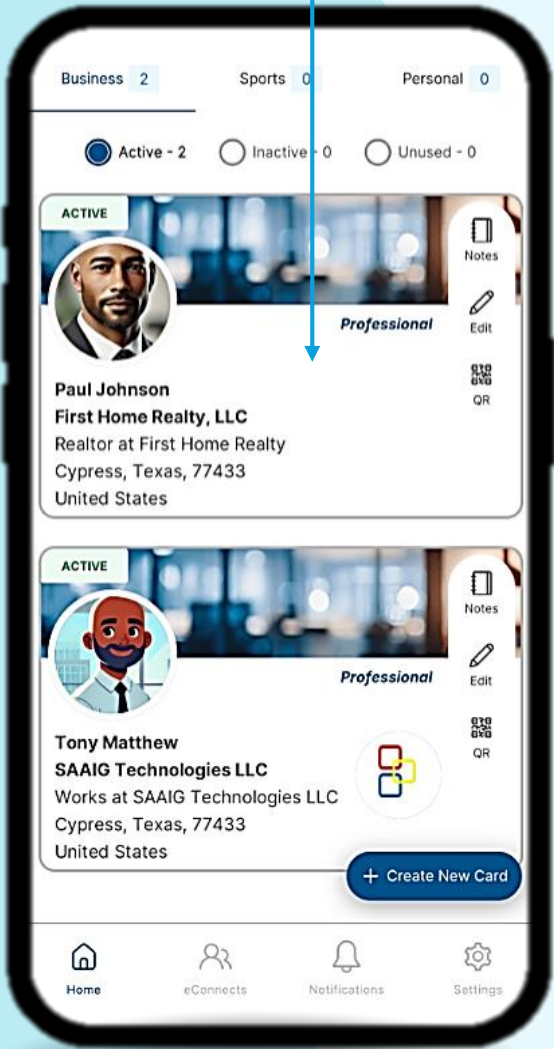 Business 2 Sports 0 Personal 0
Active - 2 Inactive - 0 Unused - 0
ACTIVE
Notes
Professional
Edit
QR
Paul Johnson
First Home Realty, LLC
Realtor at First Home Realty
Cypress, Texas, 77433
United States
ACTIVE
Notes
Professional
Edit
QR
Tony Matthew
SAAIG Technologies LLC
Works at SAAIG Technologies LLC
Cypress, Texas, 77433
United States
+ Create New Card
Home eConnects Notifications Settings